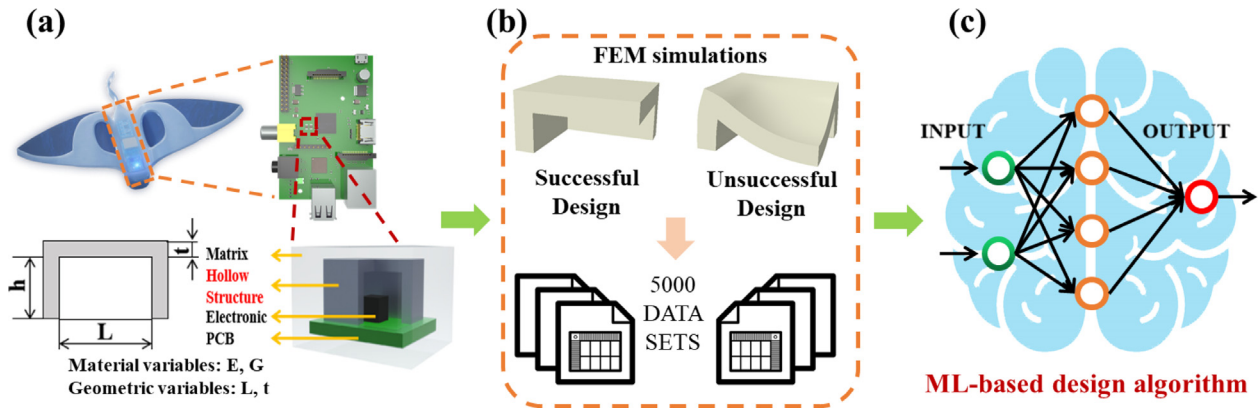 (a)
h
L
t
Matrix
Hollow
Structure
Electronic
PCB
Material variables: E, G
Geometric variables: L, t
(b)
FEM simulations
Successful
Design
Unsuccessful
Design
5000
DATA
SETS
(c)
INPUT
OUTPUT
ML-based design algorithm